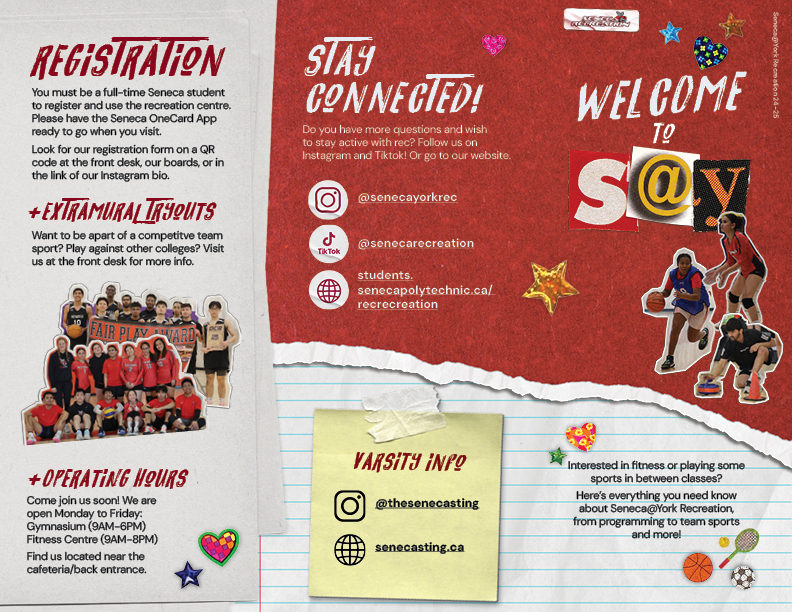 REGISTRATION
You must be a full-time Seneca student
to register and use the recreation centre.
Please have the Seneca OneCard App
ready to go when you visit.
Look for our registration form on a QR
code at the front desk, our boards, or in
the link of our Instagram bio.
+EXTRAMURAL TRYOUTS
Want to be apart of a competitve team
sport? Play against other colleges? Visit
us at the front desk for more info.
10
FAIR PLAY AWARD
+OPERATING HOURS
Come join us soon! We are
open Monday to Friday:
Gymnasium (9AM-6PM)
Fitness Centre (9AM-8PM)
Find us located near the
cafeteria/back entrance.
STAY
CONNECTED!
Do you have more questions and wish
to stay active with rec? Follow us on
Instagram and Tiktok! Or go to our website.
@senecayorkrec
TikTok
@senecarecreation
students.
senecapolytechnic.ca/
recrecreation
VARSITY INFO
@thesenecasting
senecasting.ca
SENECA
RECREATION
Seneca@York Recreation 24-25
WELCOME
TO
S@y
Interested in fitness or playing some
sports in between classes?
Here's everything you need know
about Seneca@York Recreation,
from programming to team sports
and more!